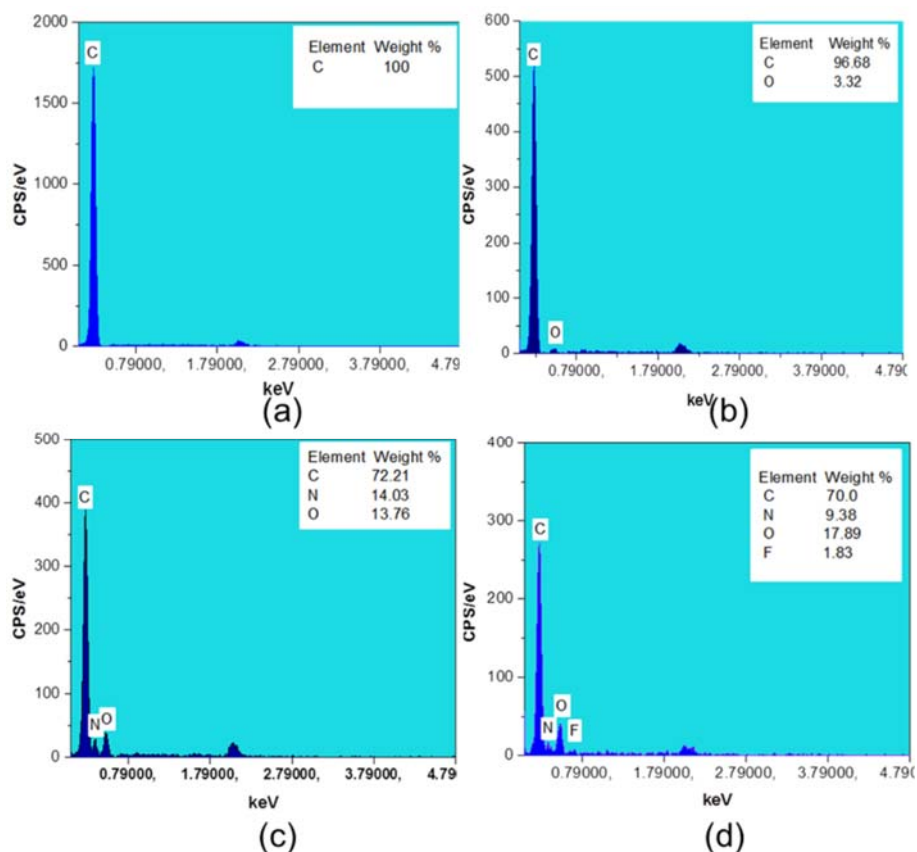 2000
1500
1000
500
0
CPS/eV
C
Element Weight %
C 100
0.79000, 1.79000, 2.79000, 3.79000, 4.79
keV
(a)
600
500
400
300
200
100
0
CPS/eV
C
O
Element Weight %
C 96.68
O 3.32
0.79000, 1.79000, 2.79000, 3.79000, 4.790
keV
(b)
500
400
300
200
100
0
CPS/eV
C
N
O
Element Weight %
C 72.21
N 14.03
O 13.76
0.79000, 1.79000, 2.79000, 3.79000, 4.79
keV
(c)
400
300
200
100
0
CPS/eV
C
N
O
F
Element Weight %
C 70.0
N 9.38
O 17.89
F 1.83
0.79000, 1.79000, 2.79000, 3.79000, 4.790
keV
(d)